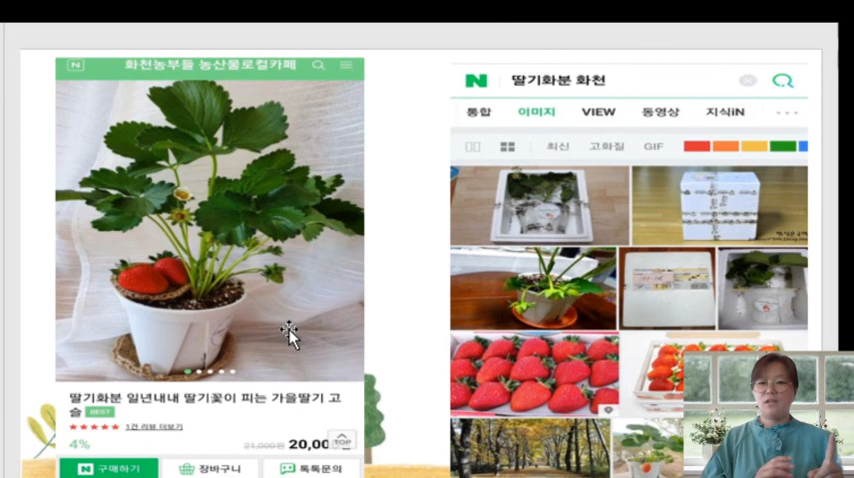 N 화천농부들 농산물로컬카페
딸기화분 일년내내 딸기꽃이 피는 가을딸기 고
슬 BEST
★★★★★ 1건 리뷰 더보기
4% 21,000원 20,00
TOP
N 구매하기 장바구니 톡톡문의
N 딸기화분 화천
통합 이미지 VIEW 동영상 지식iN
최신 고화질 GIF